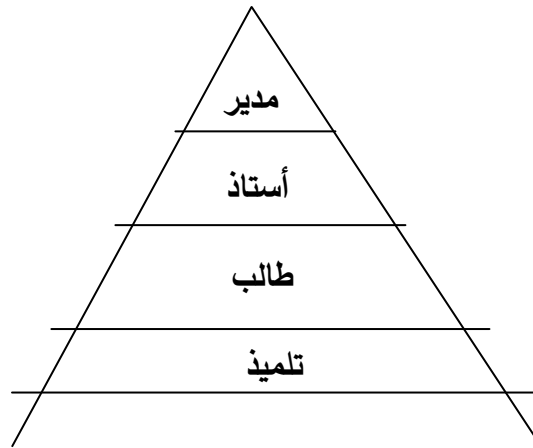 مدير
أستاذ
طالب
تلميذ